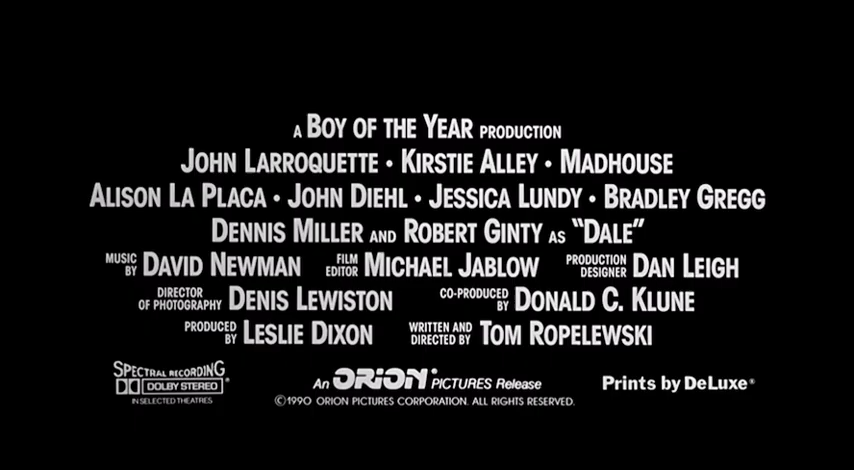 A BOY OF THE YEAR PRODUCTION
JOHN LARROQUETTE • KIRSTIE ALLEY • MADHOUSE
ALISON LA PLACA • JOHN DIEHL • JESSICA LUNDY • BRADLEY GREGG
DENNIS MILLER AND ROBERT GINTY AS "DALE"
MUSIC BY DAVID NEWMAN FILM EDITOR MICHAEL JABLOW PRODUCTION DESIGNER DAN LEIGH
DIRECTOR OF PHOTOGRAPHY DENIS LEWISTON CO-PRODUCED BY DONALD C. KLUNE
PRODUCED BY LESLIE DIXON WRITTEN AND DIRECTED BY TOM ROPELEWSKI
SPECTRAL RECORDING
DOLBY STEREO®
IN SELECTED THEATRES
An ORION® PICTURES Release
©1990 ORION PICTURES CORPORATION. ALL RIGHTS RESERVED.
Prints by DeLuxe®